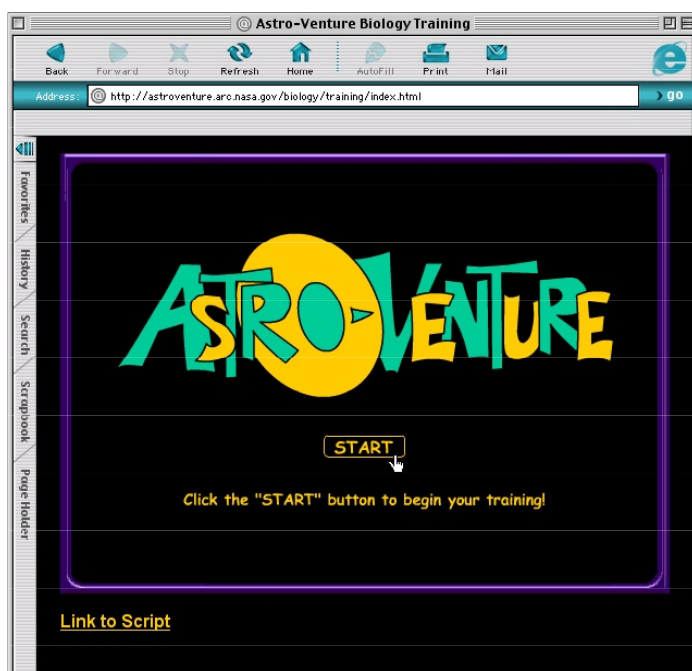 Astro-Venture Biology Training
Back Forward Stop Refresh Home AutoFill Print Mail
Address: http://astroventure.arc.nasa.gov/biology/training/index.html go
Favorites
History
Search
Scrapbook
Page Holder
ASTRO-VENTURE
START
Click the "START" button to begin your training!
Link to Script